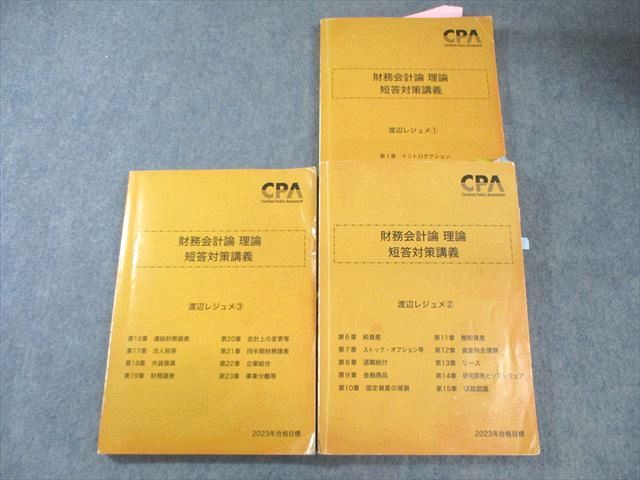 CPA
Certified Public Accountant
財務会計論 理論
短答対策講義
渡辺レジュメ①
第1章 イントロダクション
CPA
Certified Public Accountant
財務会計論 理論
短答対策講義
渡辺レジュメ③
第16章 連結財務諸表
第17章 法人税等
第18章 外貨換算
第19章 財務諸表
第20章 会計上の変更等
第21章 四半期財務諸表
第22章 企業結合
第23章 事業分離等
2023年合格目標
CPA
Certified Public Accountant
財務会計論 理論
短答対策講義
渡辺レジュメ②
第6章 純資産
第7章 ストック・オプション等
第8章 退職給付
第9章 金融商品
第10章 固定資産の減損
第11章 棚卸資産
第12章 資産除去債務
第13章 リース
第14章 研究開発とソフトウェア
第15章 収益認識
2023年合格目標